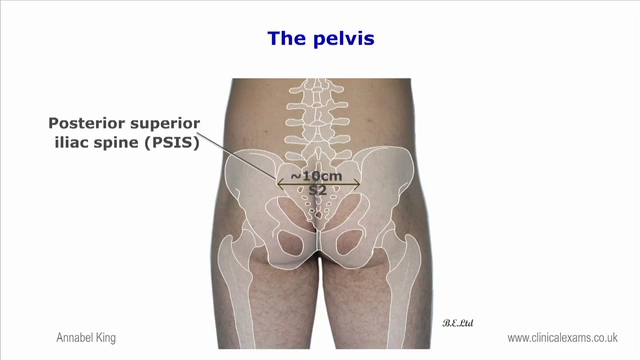 The pelvis
Posterior superior
iliac spine (PSIS)
~10cm
S2
B.E.Ltd
Annabel King
www.clinicalexams.co.uk